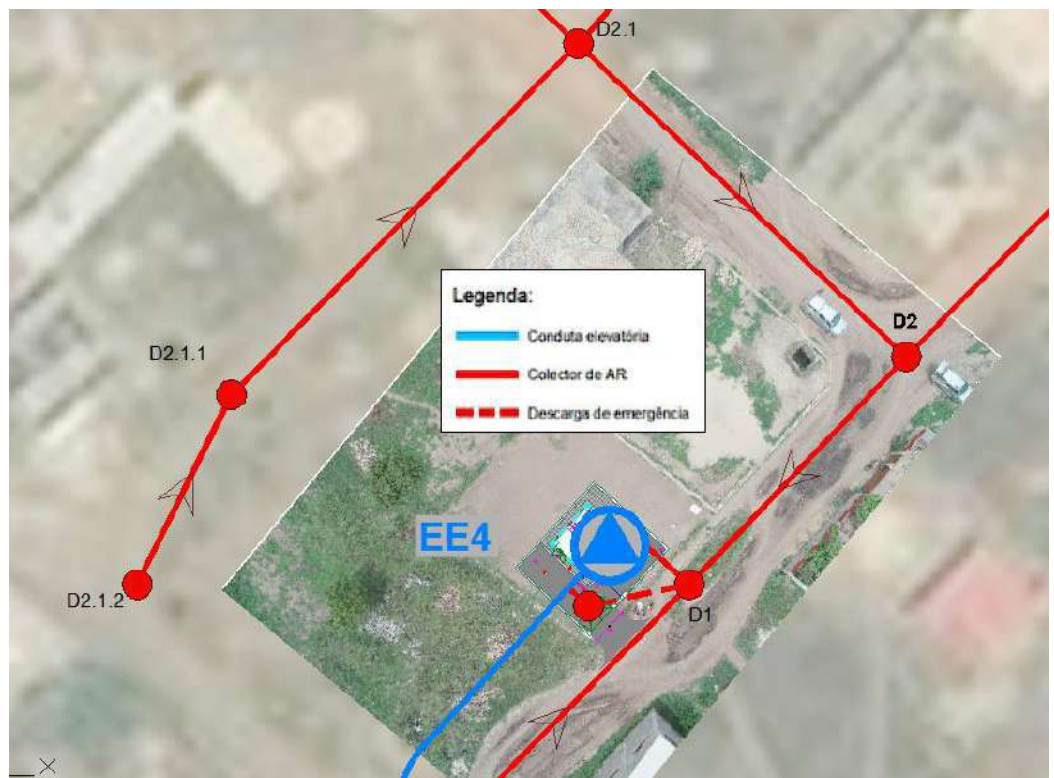 D2.1
Legenda:
Conduta elevatória
D2
D2.1.1
Colector de AR
Descarga de emergência
EE4
D2.1.2
D1